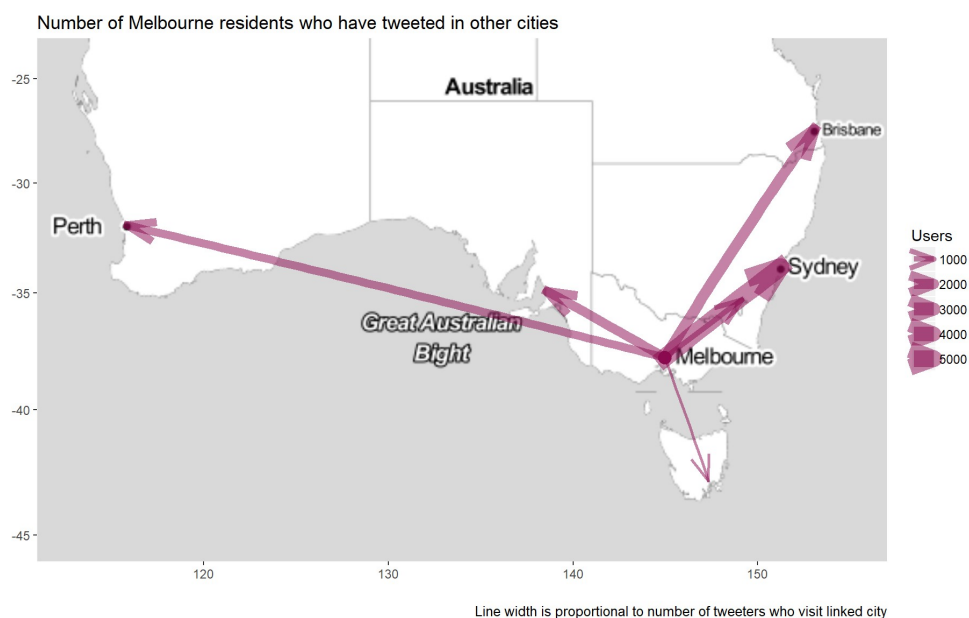 Number of Melbourne residents who have tweeted in other cities
-25
Australia
Brisbane
-30
Perth
Sydney
-35
Great Australian
Bight
Melbourne
-40
-45
120
130
140
150
Users
1000
2000
3000
4000
5000
Line width is proportional to number of tweeters who visit linked city